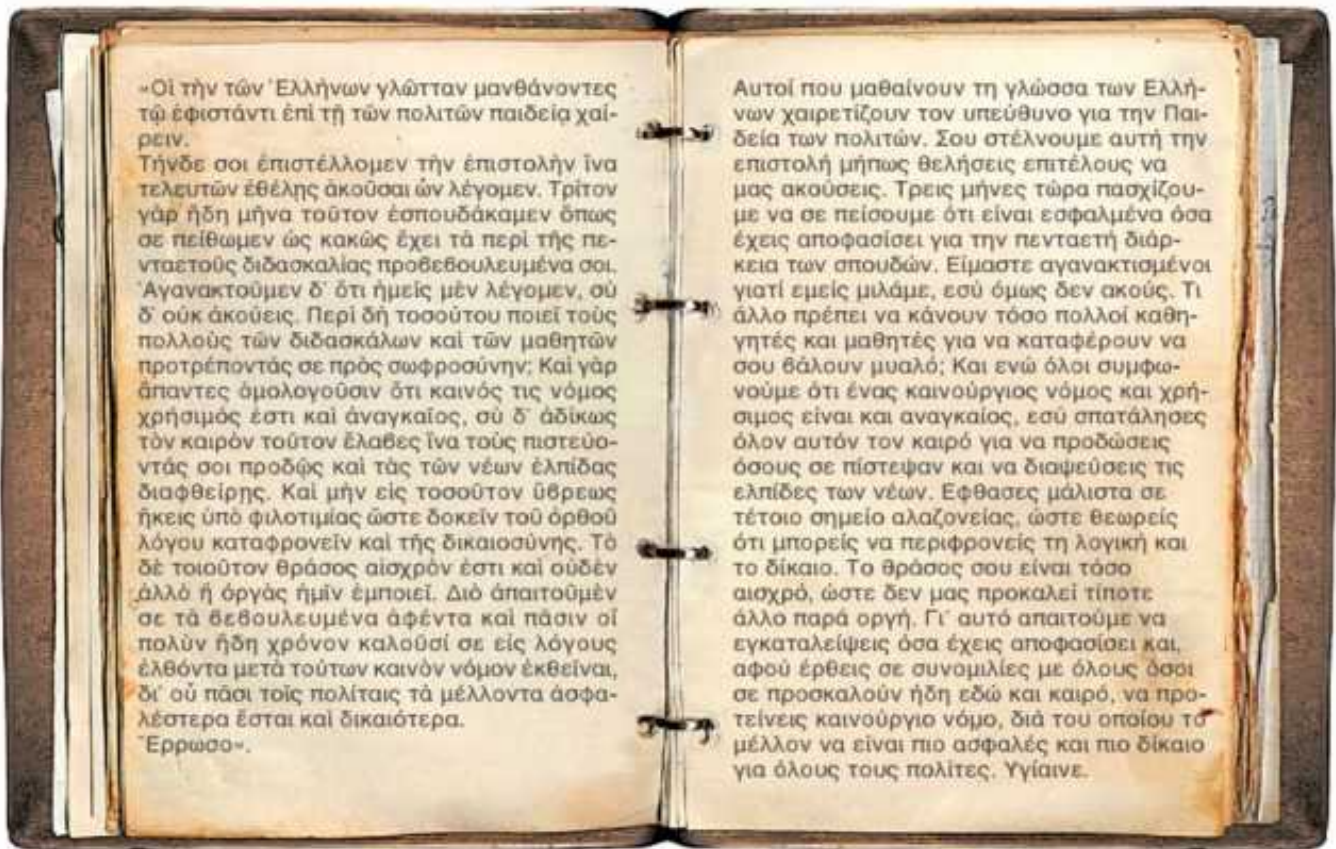 «Οἱ τὴν τῶν Ἑλλήνων γλῶτταν μανθάνοντες
τῷ ἐφιστάντι ἐπὶ τῇ τῶν πολιτῶν παιδείᾳ χαί-
ρειν.
Τήνδε σοι ἐπιστέλλομεν τὴν ἐπιστολὴν ἵνα
τελευτῶν ἐθέλῃς ἀκοῦσαι ὧν λέγομεν. Τρίτον
γὰρ ἤδη μῆνα τοῦτον ἐσπουδάκαμεν ὅπως
σε πείθωμεν ὡς κακῶς ἔχει τὰ περὶ τῆς πε-
νταετοῦς διδασκαλίας προβεβουλευμένα σοι.
Ἀγανακτοῦμεν δ' ὅτι ἡμεῖς μὲν λέγομεν, σὺ
δ' οὐκ ἀκούεις. Περὶ δὴ τοσούτου ποιεῖ τοὺς
πολλοὺς τῶν διδασκάλων καὶ τῶν μαθητῶν
προτρέποντάς σε πρὸς σωφροσύνην; Καὶ γὰρ
ἅπαντες ὁμολογοῦσιν ὅτι καινός τις νόμος
χρήσιμός ἐστι καὶ ἀναγκαῖος, σὺ δ' ἀδίκως
τὸν καιρὸν τοῦτον ἔλαβες ἵνα τοὺς πιστεύο-
ντάς σοι προδῷς καὶ τὰς τῶν νέων ἐλπίδας
διαφθείρῃς. Καὶ μὴν εἰς τοσοῦτον ὕβρεως
ἥκεις ὑπὸ φιλοτιμίας ὥστε δοκεῖν τοῦ ὀρθοῦ
λόγου καταφρονεῖν καὶ τῆς δικαιοσύνης. Τὸ
δὲ τοιοῦτον θράσος αἰσχρόν ἐστι καὶ οὐδὲν
ἄλλο ἢ ὀργὰς ἡμῖν ἐμποιεῖ. Διὸ ἀπαιτοῦμέν
σε τὰ βεβουλευμένα ἀφέντα καὶ πᾶσιν οἳ
πολὺν ἤδη χρόνον καλοῦσί σε εἰς λόγους
ἐλθόντα μετὰ τούτων καινὸν νόμον ἐκθεῖναι,
δι' οὗ πᾶσι τοῖς πολίταις τὰ μέλλοντα ἀσφα-
λέστερα ἔσται καὶ δικαιότερα.
Ἔρρωσο».
Αυτοί που μαθαίνουν τη γλώσσα των Ελλή-
νων χαιρετίζουν τον υπεύθυνο για την Παι-
δεία των πολιτών. Σου στέλνουμε αυτή την
επιστολή μήπως θελήσεις επιτέλους να
μας ακούσεις. Τρεις μήνες τώρα πασχίζου-
με να σε πείσουμε ότι είναι εσφαλμένα όσα
έχεις αποφασίσει για την πενταετή διάρ-
κεια των σπουδών. Είμαστε αγανακτισμένοι
γιατί εμείς μιλάμε, εσύ όμως δεν ακούς. Τι
άλλο πρέπει να κάνουν τόσο πολλοί καθη-
γητές και μαθητές για να καταφέρουν να
σου βάλουν μυαλό; Και ενώ όλοι συμφω-
νούμε ότι ένας καινούργιος νόμος και χρή-
σιμος είναι και αναγκαίος, εσύ σπατάλησες
όλον αυτόν τον καιρό για να προδώσεις
όσους σε πίστεψαν και να διαψεύσεις τις
ελπίδες των νέων. Εφθασες μάλιστα σε
τέτοιο σημείο αλαζονείας, ώστε θεωρείς
ότι μπορείς να περιφρονείς τη λογική και
το δίκαιο. Το θράσος σου είναι τόσο
αισχρό, ώστε δεν μας προκαλεί τίποτε
άλλο παρά οργή. Γι' αυτό απαιτούμε να
εγκαταλείψεις όσα έχεις αποφασίσει και,
αφού έρθεις σε συνομιλίες με όλους όσοι
σε προσκαλούν ήδη εδώ και καιρό, να προ-
τείνεις καινούργιο νόμο, διά του οποίου το
μέλλον να είναι πιο ασφαλές και πιο δίκαιο
για όλους τους πολίτες. Υγίαινε.